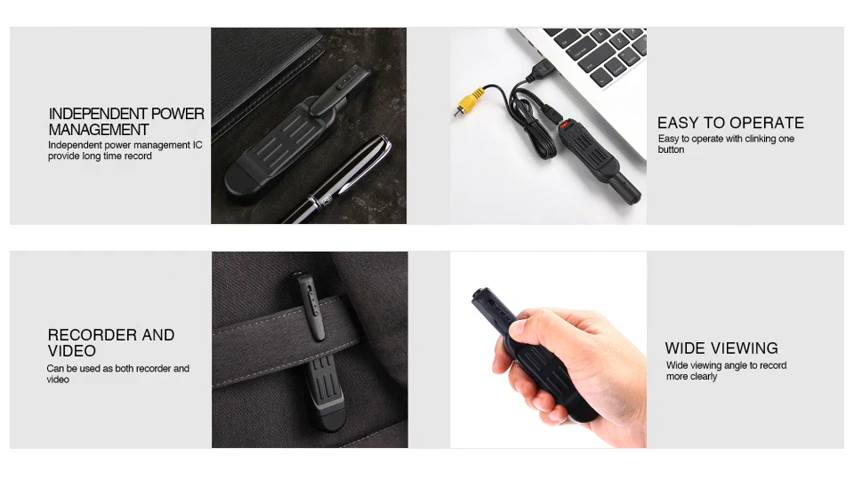 INDEPENDENT POWER
MANAGEMENT
Independent power management IC
provide long time record
EASY TO OPERATE
Easy to operate with clinking one
button
RECORDER AND
VIDEO
Can be used as both recorder and
video
WIDE VIEWING
Wide viewing angle to record
more clearly